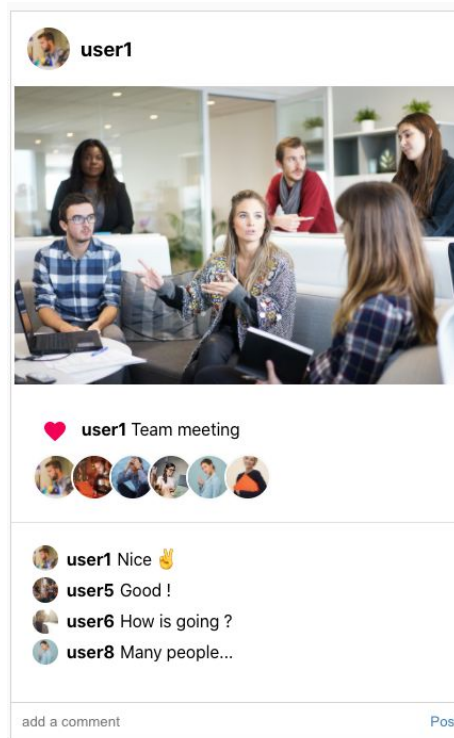 user1
user1 Team meeting
user1 Nice ✌️
user5 Good !
user6 How is going ?
user8 Many people...
add a comment
Pos